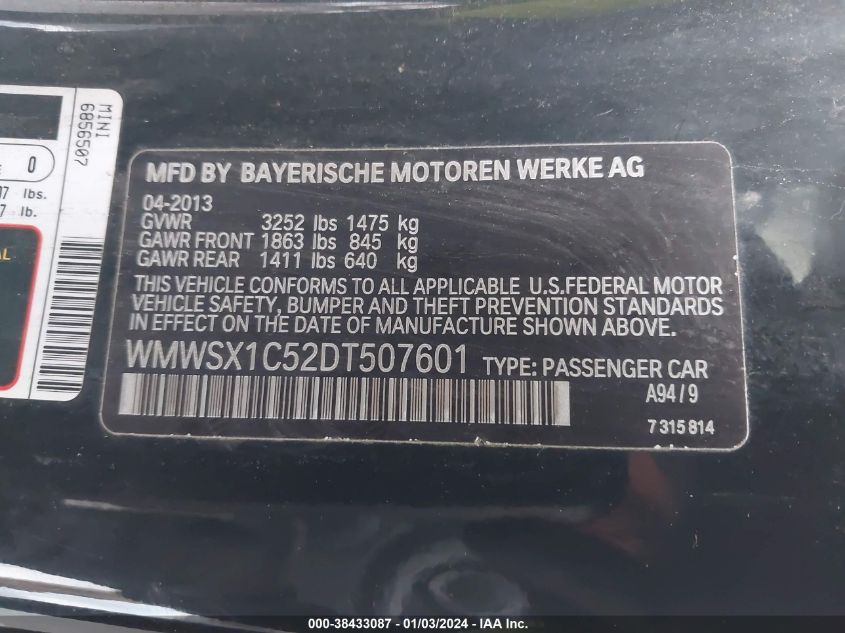 MINI
6856507
0
lbs.
lb.
MFD BY BAYERISCHE MOTOREN WERKE AG
04-2013
GVWR 3252 lbs 1475 kg
GAWR FRONT 1863 lbs 845 kg
GAWR REAR 1411 lbs 640 kg
THIS VEHICLE CONFORMS TO ALL APPLICABLE U.S.FEDERAL MOTOR
VEHICLE SAFETY, BUMPER AND THEFT PREVENTION STANDARDS
IN EFFECT ON THE DATE OF MANUFACTURE SHOWN ABOVE.
WMWSX1C52DT507601 TYPE: PASSENGER CAR
A94/9
7 315 814
000-38433087 - 01/03/2024 - IAA Inc.